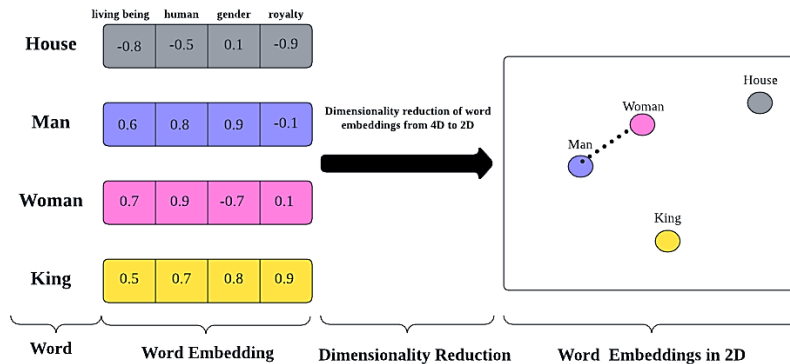 living being human gender royalty
House -0.8 -0.5 0.1 -0.9
Man 0.6 0.8 0.9 -0.1
Woman 0.7 0.9 -0.7 0.1
King 0.5 0.7 0.8 0.9
Dimensionality reduction of word
embeddings from 4D to 2D
House
Woman
Man
King
Word
Word Embedding
Dimensionality Reduction
Word Embeddings in 2D